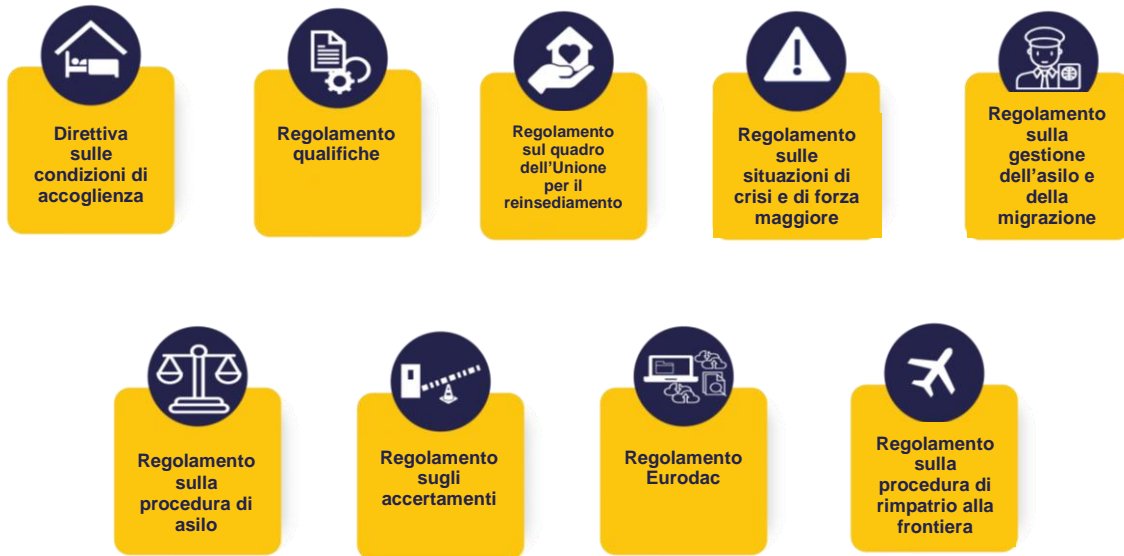 Direttiva
sulle
condizioni di
accoglienza
Regolamento
qualifiche
Regolamento
sul quadro
dell'Unione
per il
reinsediamento
Regolamento
sulle
situazioni di
crisi e di forza
maggiore
Regolamento
sulla
gestione
dell'asilo e
della
migrazione
Regolamento
sulla
procedura di
asilo
Regolamento
sugli
accertamenti
Regolamento
Eurodac
Regolamento
sulla
procedura di
rimpatrio alla
frontiera